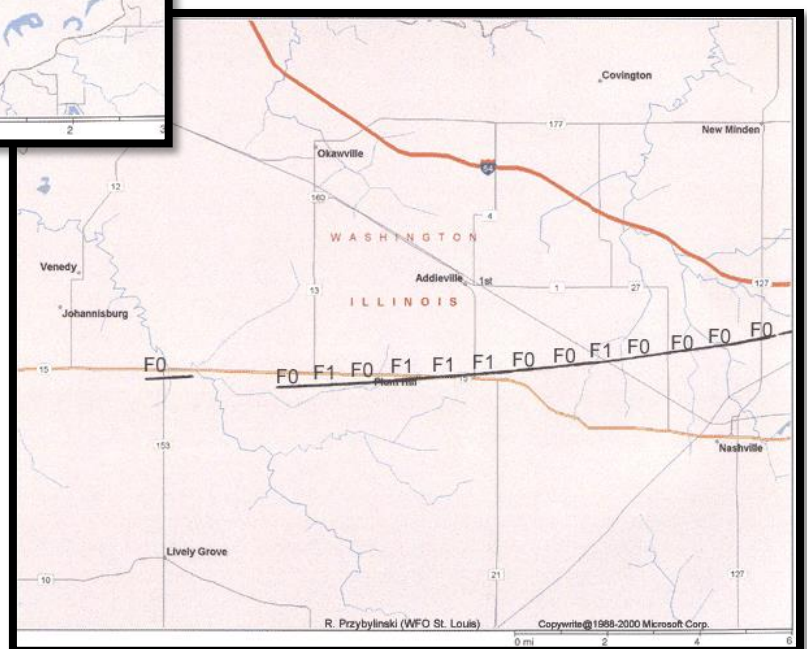 2
3
Covington
177
New Minden
Okawville
64
12
160
4
WASHINGTON
Venedy
Addieville
1st
13
1
27
127
ILLINOIS
Johannisburg
F0
F0 F1 F0 F1 F1 F1 F0 F0 F1 F0 F0 F0 F0
15
Plum Hill
15
153
Nashville
Lively Grove
10
21
127
R. Przybylinski (WFO St. Louis)
Copywrite@1988-2000 Microsoft Corp.
0 mi 2 4 6